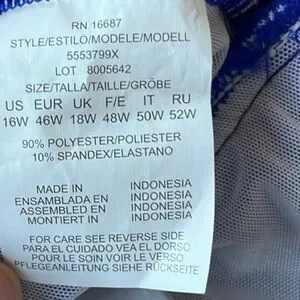 RN 16687
STYLE/ESTILO/MODELE/MODELL
5553799X
LOT 8005642
SIZE/TALLA/TAILLE/GRÖBE
US EUR UK F/E IT RU
16W 46W 18W 48W 50W 52W
90% POLYESTER/POLIESTER
10% SPANDEX/ELASTANO
MADE IN INDONESIA
ENSAMBLADA EN INDONESIA
ASSEMBLED EN INDONESIA
MONTIERT IN INDONESIA
FOR CARE SEE REVERSE SIDE
PARA EL CUIDADO VEA EL DORSO
POUR LE SOIN VOIR LE VERSO
PFLEGEANLEITUNG SIEHE RÜCKSEITE